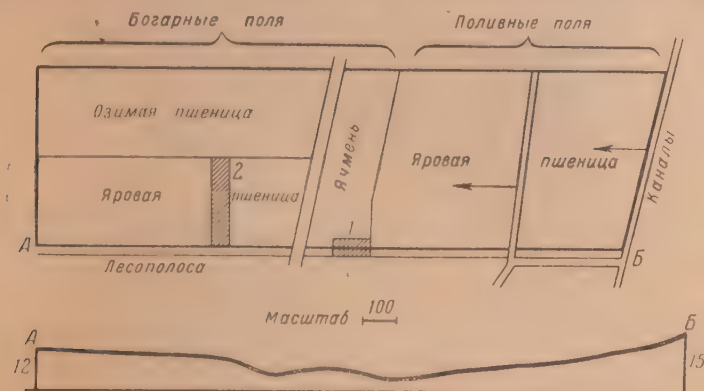 Богарные поля
Поливные поля
Озимая пшеница
Яровая
2
пшеница
Ячмень
1
Яровая
пшеница
Каналы
А
Б
Лесополоса
Масштаб 100
А
Б
12
15